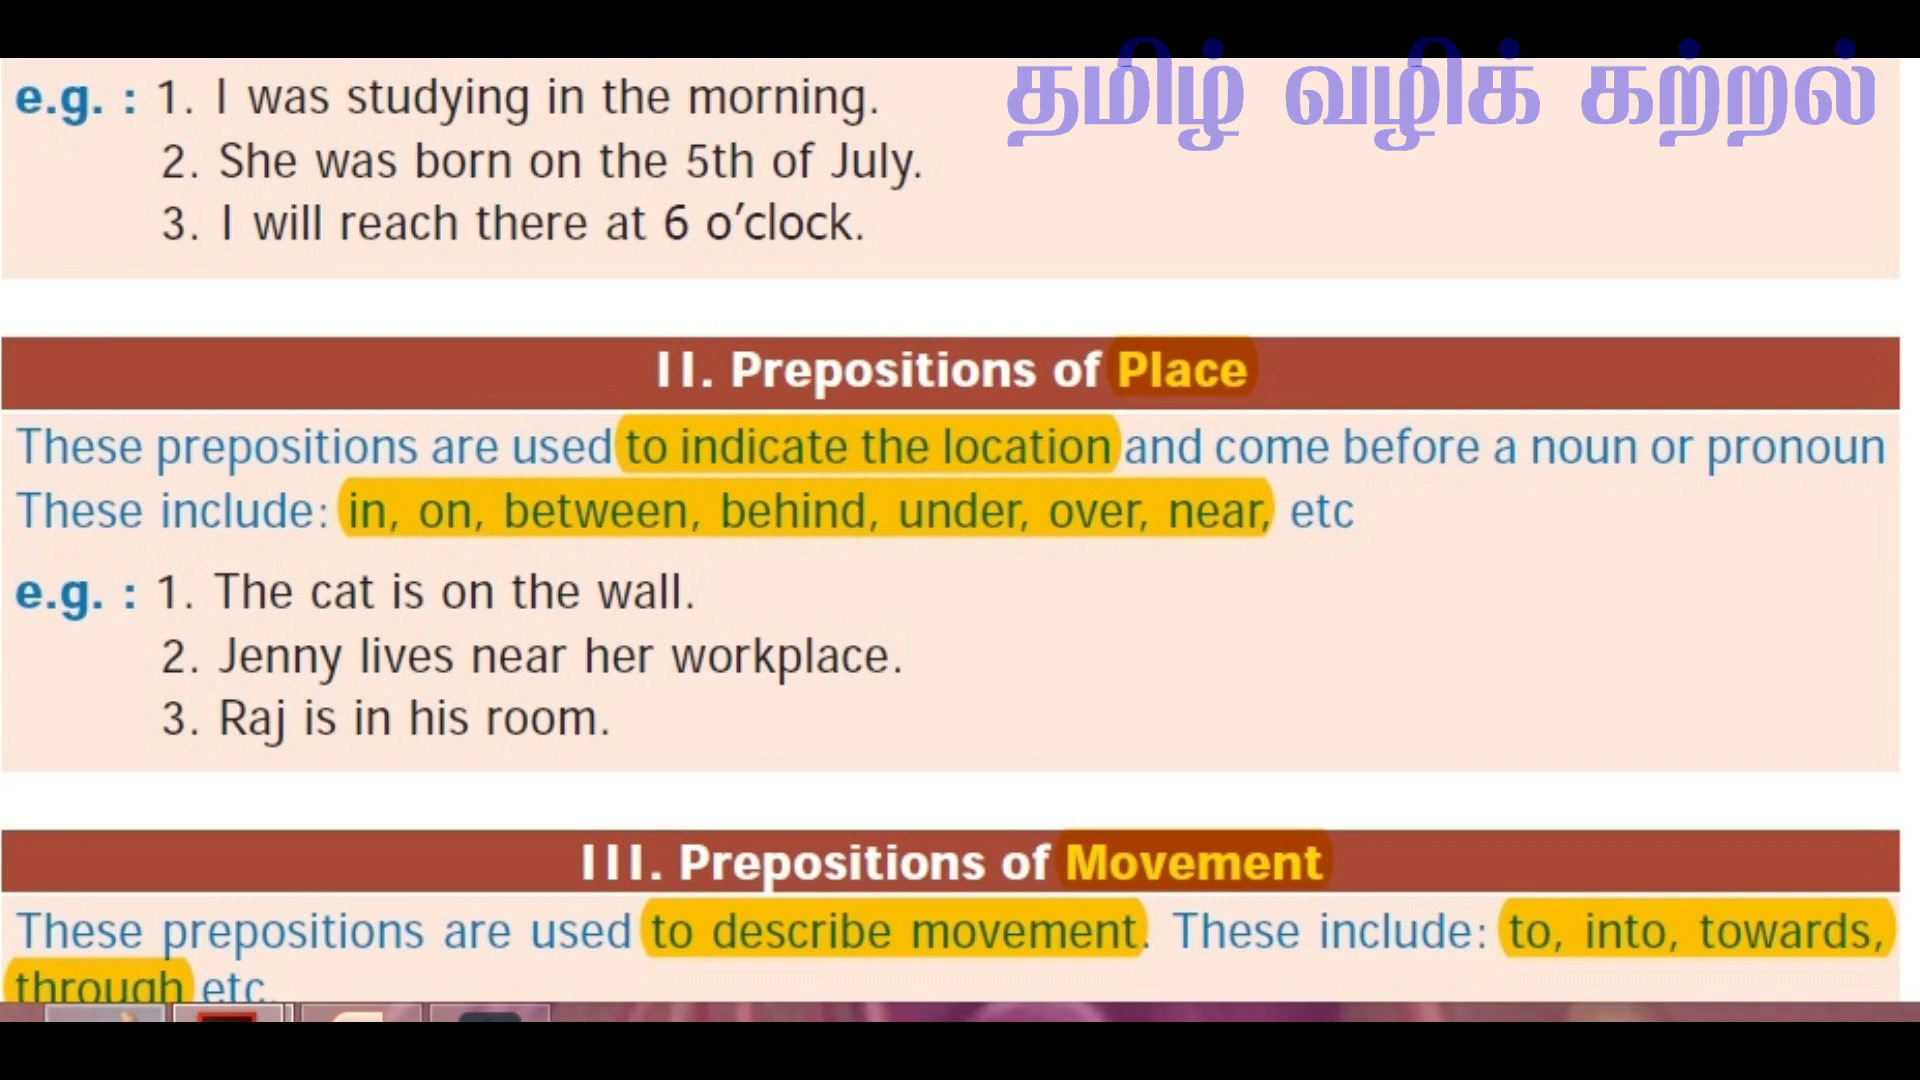 தமிழ் வழிக் கற்றல்
e.g. : 1. I was studying in the morning.
2. She was born on the 5th of July.
3. I will reach there at 6 o’clock.
II. Prepositions of Place
These prepositions are used to indicate the location and come before a noun or pronoun
These include: in, on, between, behind, under, over, near, etc
e.g. : 1. The cat is on the wall.
2. Jenny lives near her workplace.
3. Raj is in his room.
III. Prepositions of Movement
These prepositions are used to describe movement. These include: to, into, towards,
through etc.